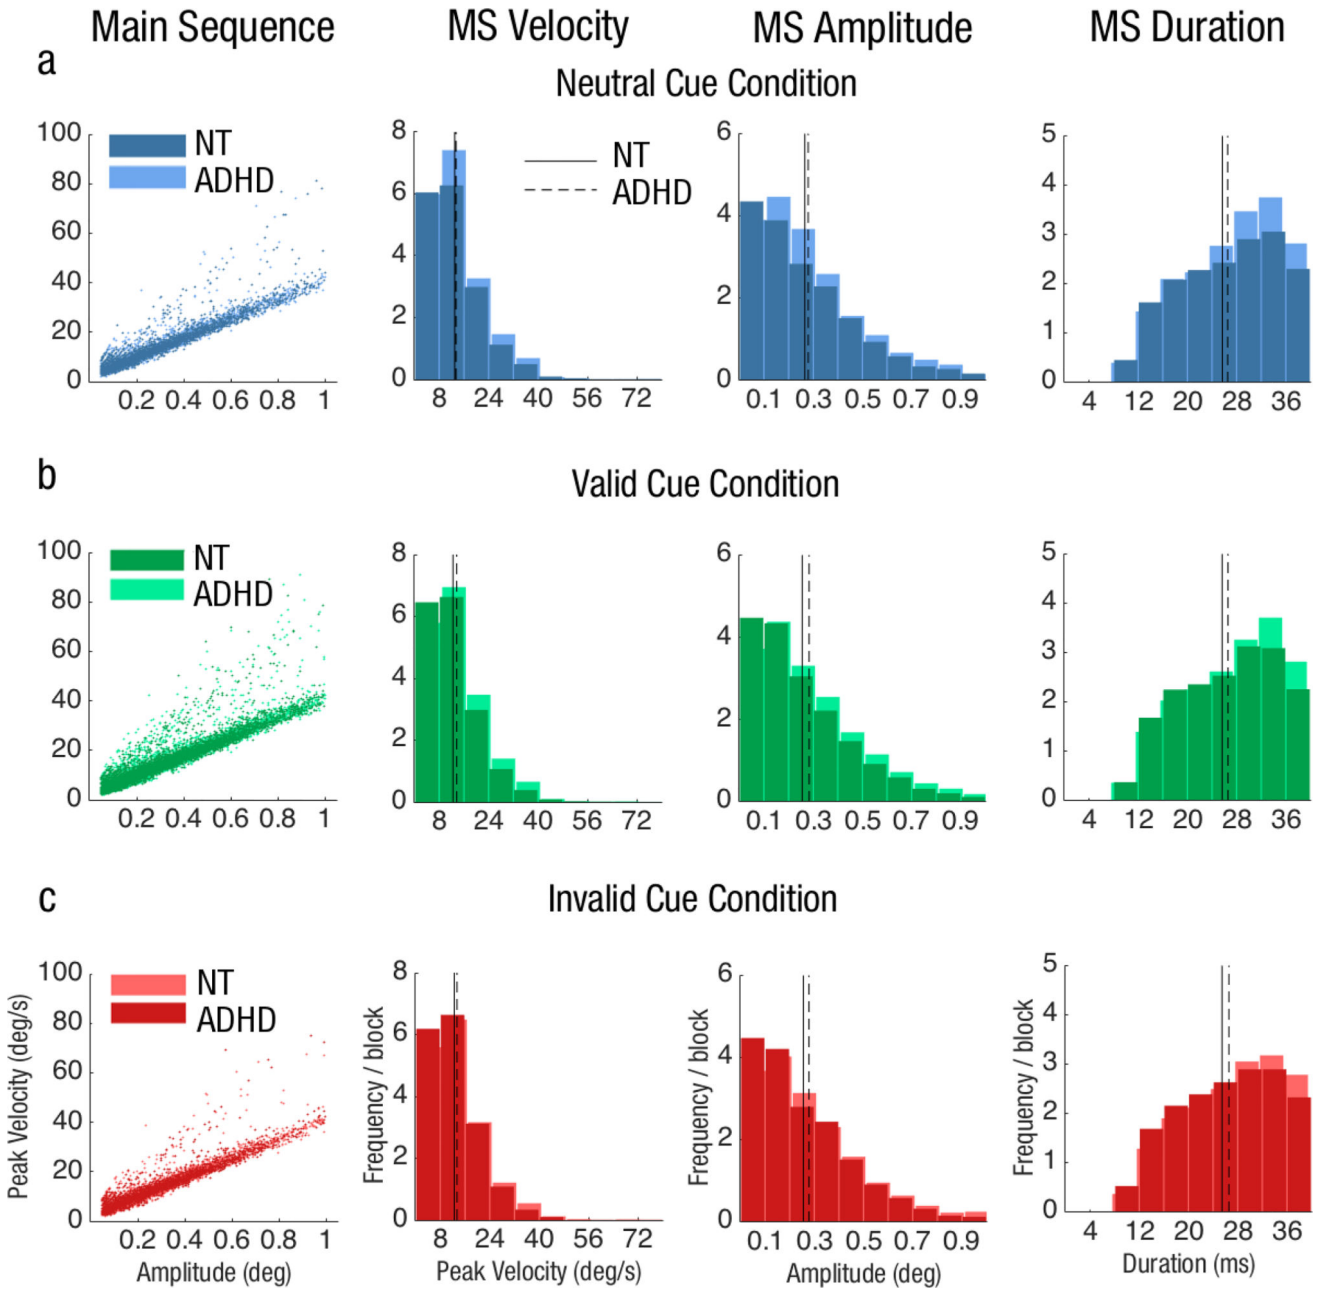 Main Sequence MS Velocity MS Amplitude MS Duration
a
Neutral Cue Condition
100 80 60 40 20 0
NT
ADHD
0.2 0.4 0.6 0.8 1
8 6 4 2 0
NT
ADHD
8 24 40 56 72
6 4 2 0
0.1 0.3 0.5 0.7 0.9
5 4 3 2 1 0
4 12 20 28 36
b
Valid Cue Condition
100 80 60 40 20 0
NT
ADHD
0.2 0.4 0.6 0.8 1
8 6 4 2 0
8 24 40 56 72
6 4 2 0
0.1 0.3 0.5 0.7 0.9
5 4 3 2 1 0
4 12 20 28 36
c
Invalid Cue Condition
Peak Velocity (deg/s)
100 80 60 40 20 0
NT
ADHD
0.2 0.4 0.6 0.8 1
Amplitude (deg)
Frequency / block
8 6 4 2 0
8 24 40 56 72
Peak Velocity (deg/s)
Frequency / block
6 4 2 0
0.1 0.3 0.5 0.7 0.9
Amplitude (deg)
Frequency / block
5 4 3 2 1 0
4 12 20 28 36
Duration (ms)